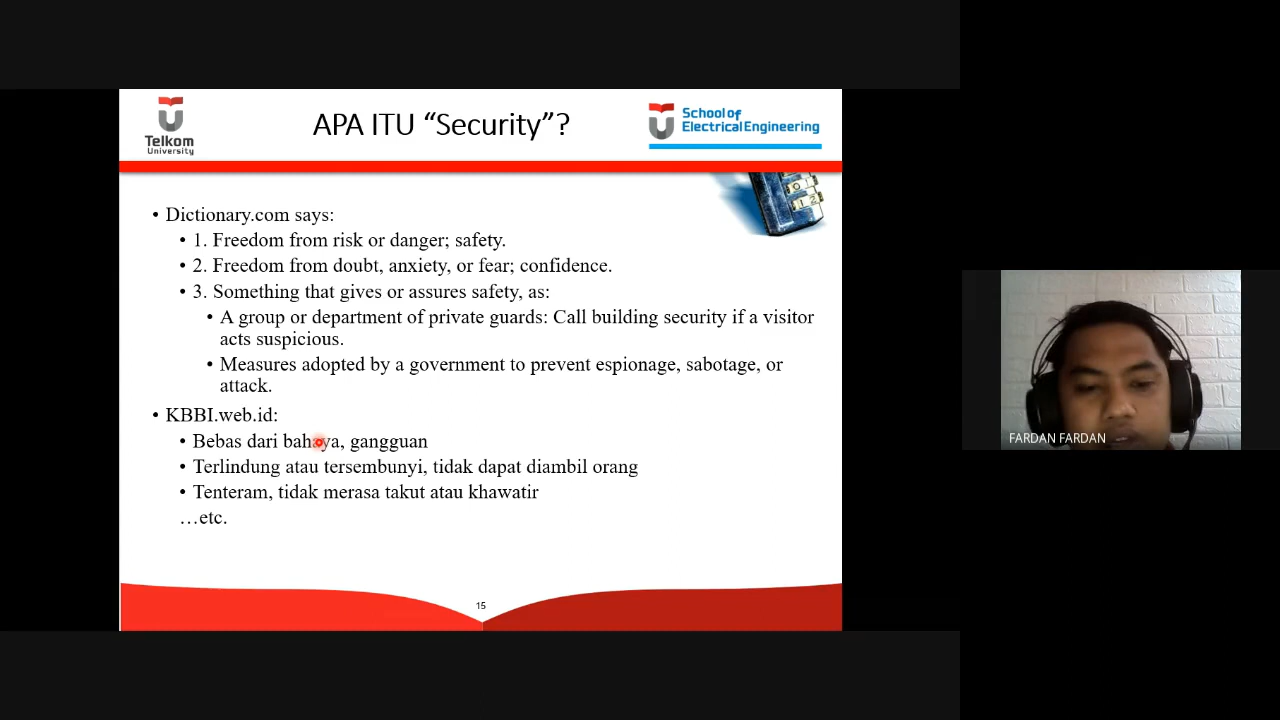 Telkom
University
APA ITU “Security”?
School of
Electrical Engineering
• Dictionary.com says:
• 1. Freedom from risk or danger; safety.
• 2. Freedom from doubt, anxiety, or fear; confidence.
• 3. Something that gives or assures safety, as:
• A group or department of private guards: Call building security if a visitor
acts suspicious.
• Measures adopted by a government to prevent espionage, sabotage, or
attack.
• KBBI.web.id:
• Bebas dari bahaya, gangguan
• Terlindung atau tersembunyi, tidak dapat diambil orang
• Tenteram, tidak merasa takut atau khawatir
…etc.
15
FARDAN FARDAN